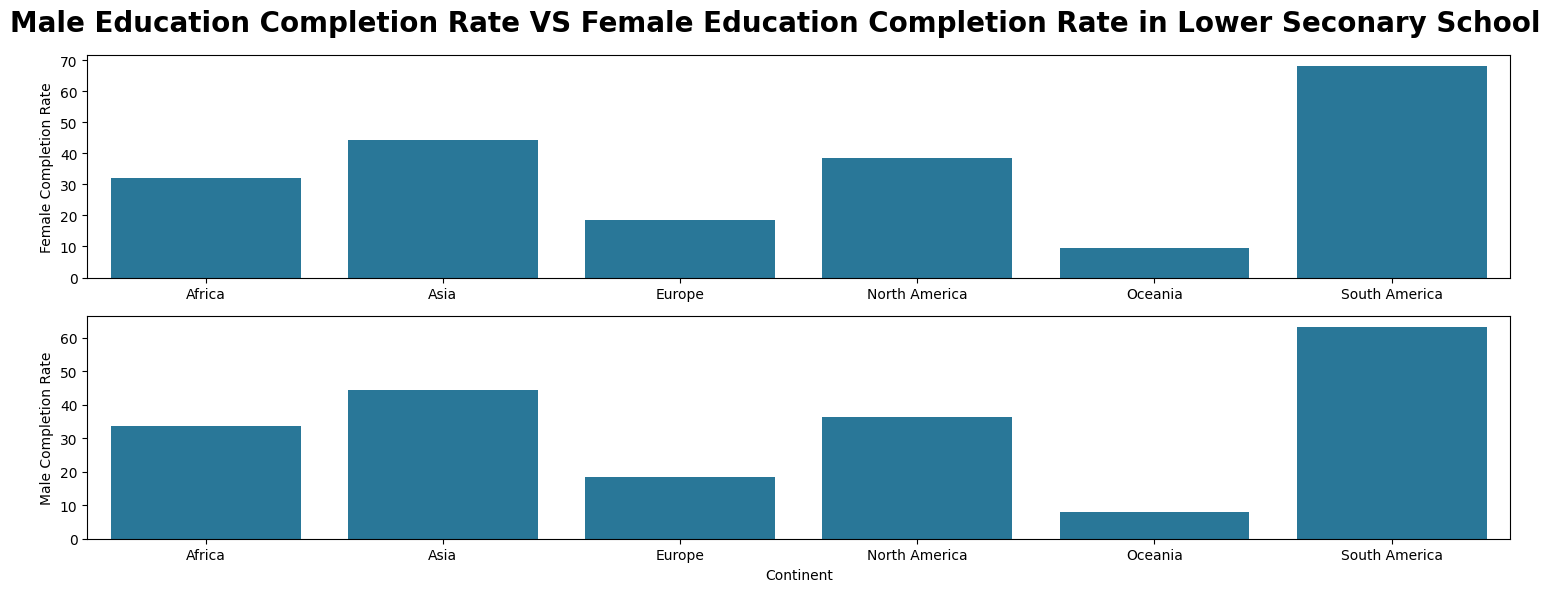 Male Education Completion Rate VS Female Education Completion Rate in Lower Seconary School
Female Completion Rate
70
60
50
40
30
20
10
0
Africa Asia Europe North America Oceania South America
Male Completion Rate
60
50
40
30
20
10
0
Africa Asia Europe North America Oceania South America
Continent